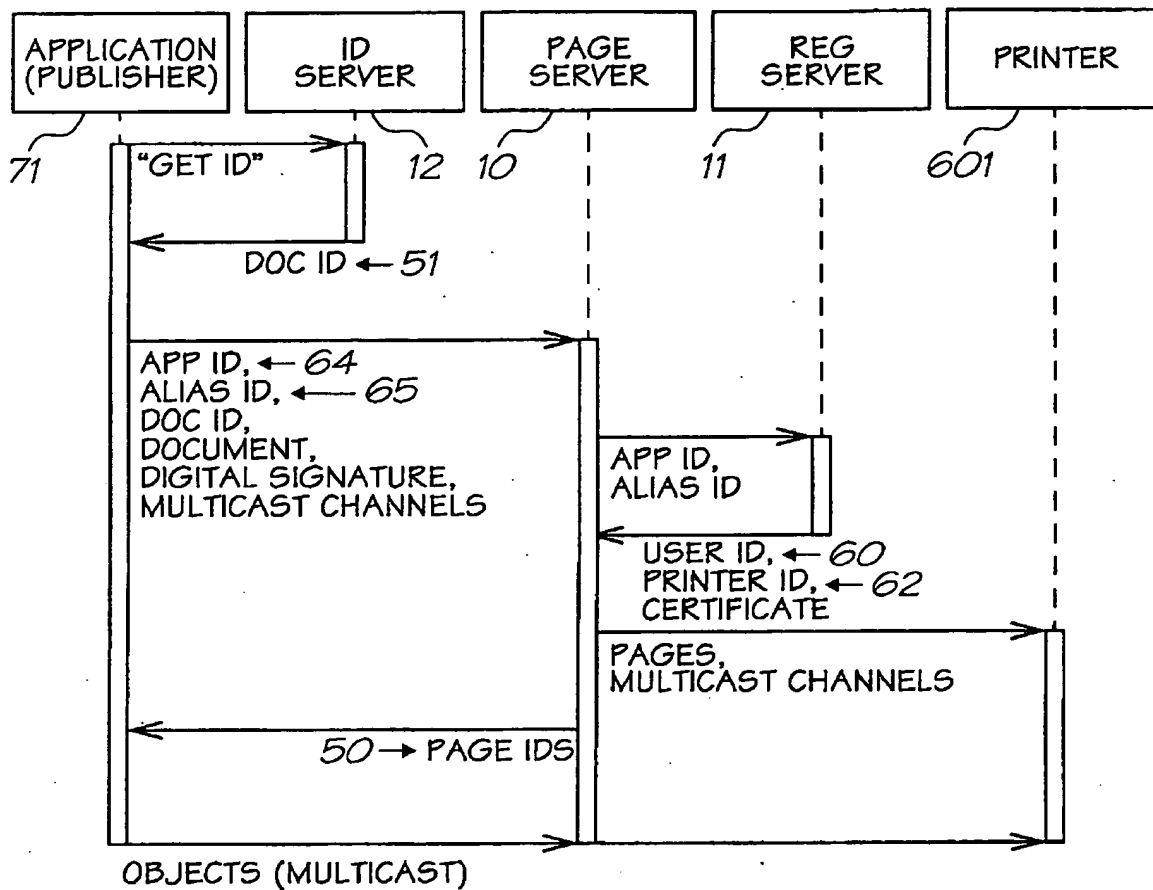 APPLICATION
(PUBLISHER)
ID
SERVER
PAGE
SERVER
REG
SERVER
PRINTER
71
12
10
11
601
"GET ID"
DOC ID ← 51
APP ID, ← 64
ALIAS ID, ← 65
DOC ID,
DOCUMENT,
DIGITAL SIGNATURE,
MULTICAST CHANNELS
APP ID,
ALIAS ID
USER ID, ← 60
PRINTER ID, ← 62
CERTIFICATE
PAGES,
MULTICAST CHANNELS
50 → PAGE IDS
OBJECTS (MULTICAST)